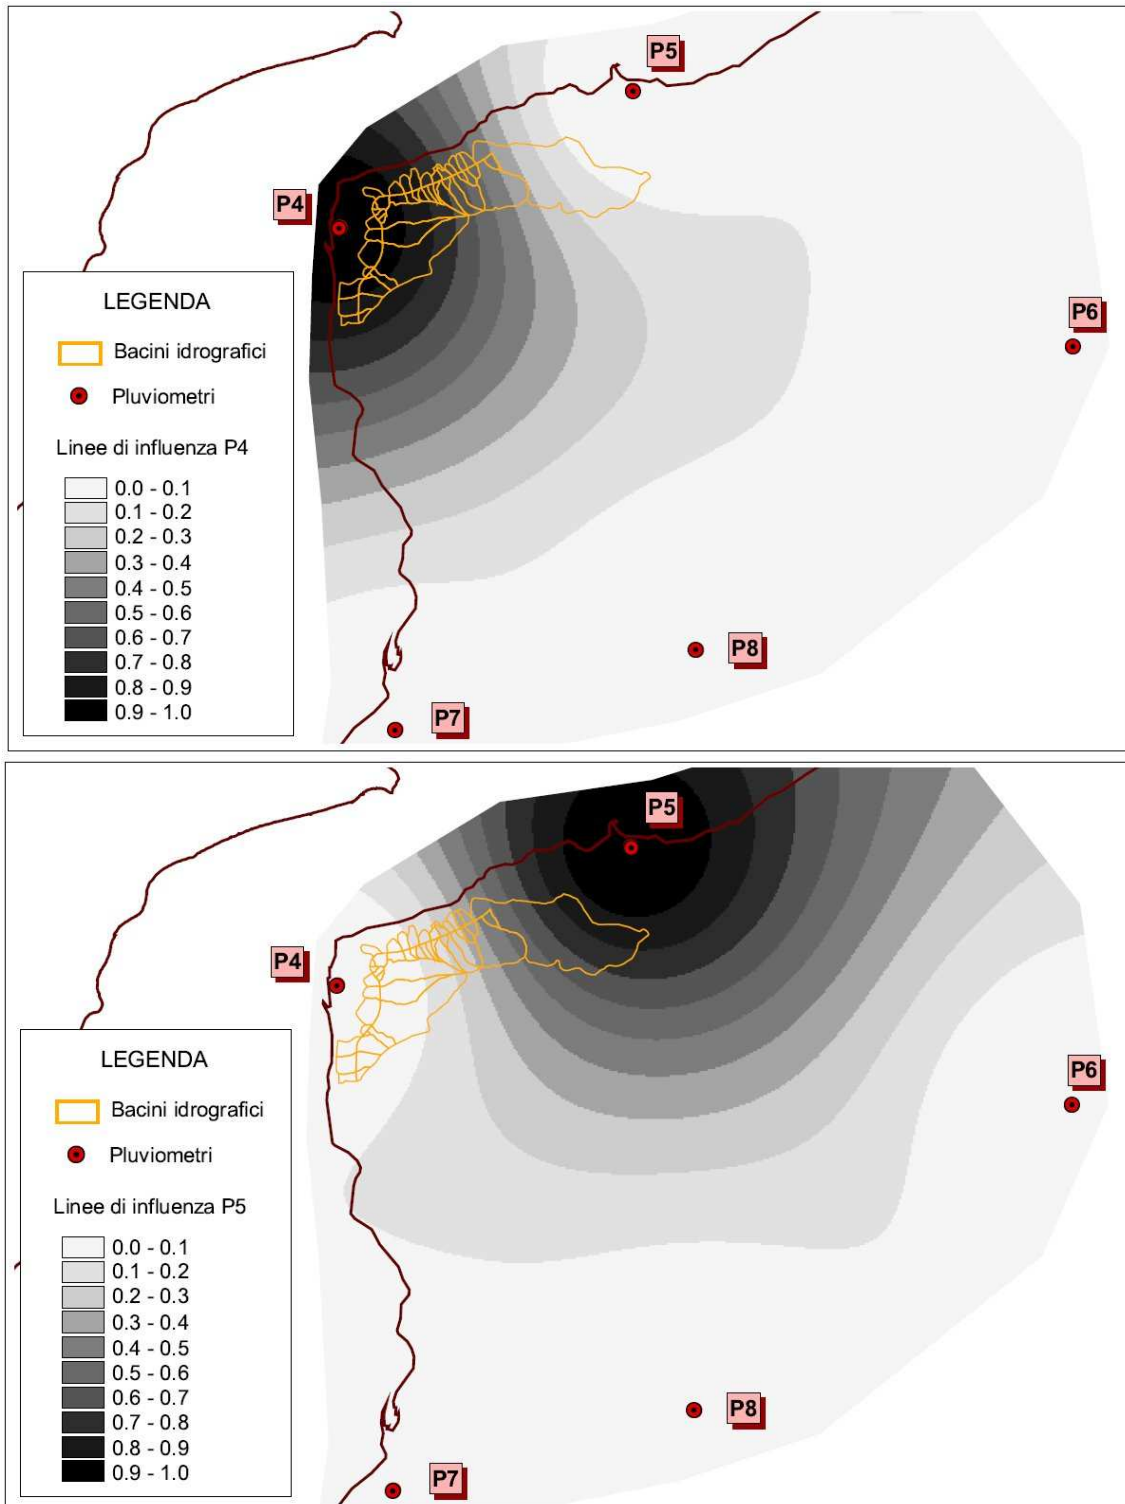 P5
P4
P6
LEGENDA
Bacini idrografici
Pluviometri
Linee di influenza P4
0.0 - 0.1
0.1 - 0.2
0.2 - 0.3
0.3 - 0.4
0.4 - 0.5
0.5 - 0.6
0.6 - 0.7
0.7 - 0.8
0.8 - 0.9
0.9 - 1.0
P8
P7
P5
P4
P6
LEGENDA
Bacini idrografici
Pluviometri
Linee di influenza P5
0.0 - 0.1
0.1 - 0.2
0.2 - 0.3
0.3 - 0.4
0.4 - 0.5
0.5 - 0.6
0.6 - 0.7
0.7 - 0.8
0.8 - 0.9
0.9 - 1.0
P8
P7